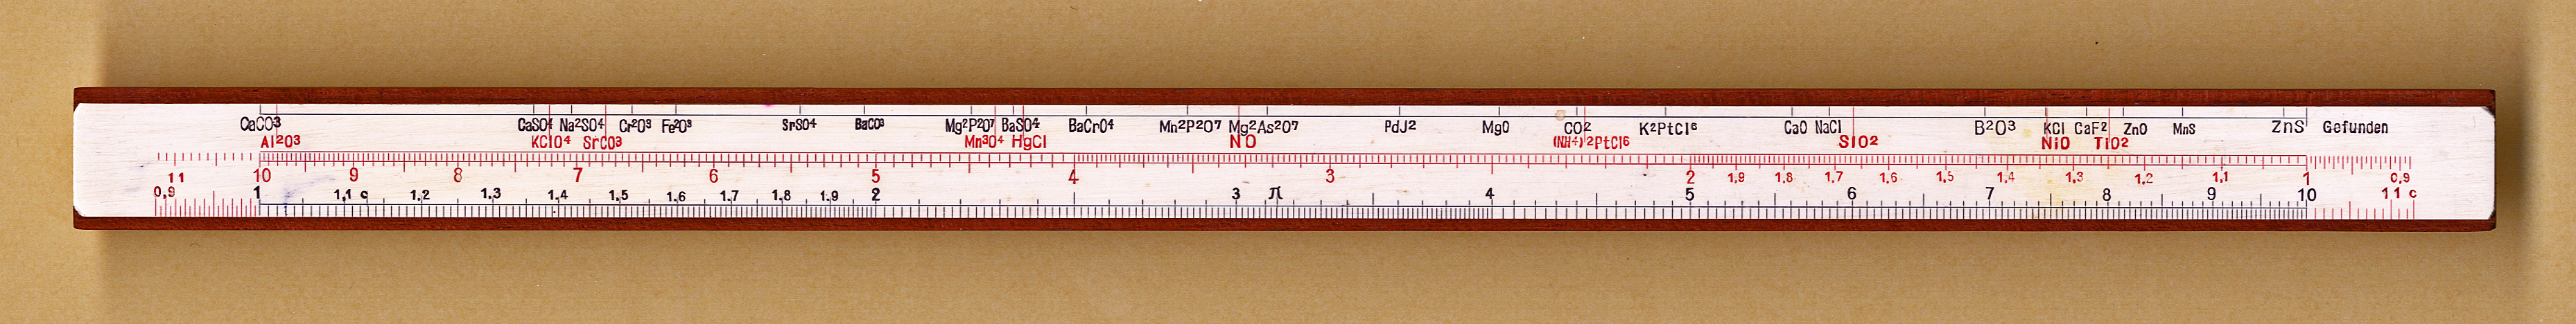 CaCO3 CaSO4 Na2SO4 Cr2O3 Fe2O3 SrSO4 BaCO3 Mg2P2O7 BaSO4 BaCrO4 Mn2P2O7 Mg2As2O7 PdJ2 MgO CO2 K2PtCl6 CaO NaCl B2O3 KCl CaF2 ZnO MnS ZnS Gefunden
Al2O3 KClO4 SrCO3 Mn3O4 HgCl NO (NH4)2PtCl6 SiO2 NiO TiO2
11 10 9 8 7 6 5 4 3 2 1,9 1,8 1,7 1,6 1,5 1,4 1,3 1,2 1,1 1 0,9
0,9 1 1,1 c 1,2 1,3 1,4 1,5 1,6 1,7 1,8 1,9 2 3 π 4 5 6 7 8 9 10 11 c